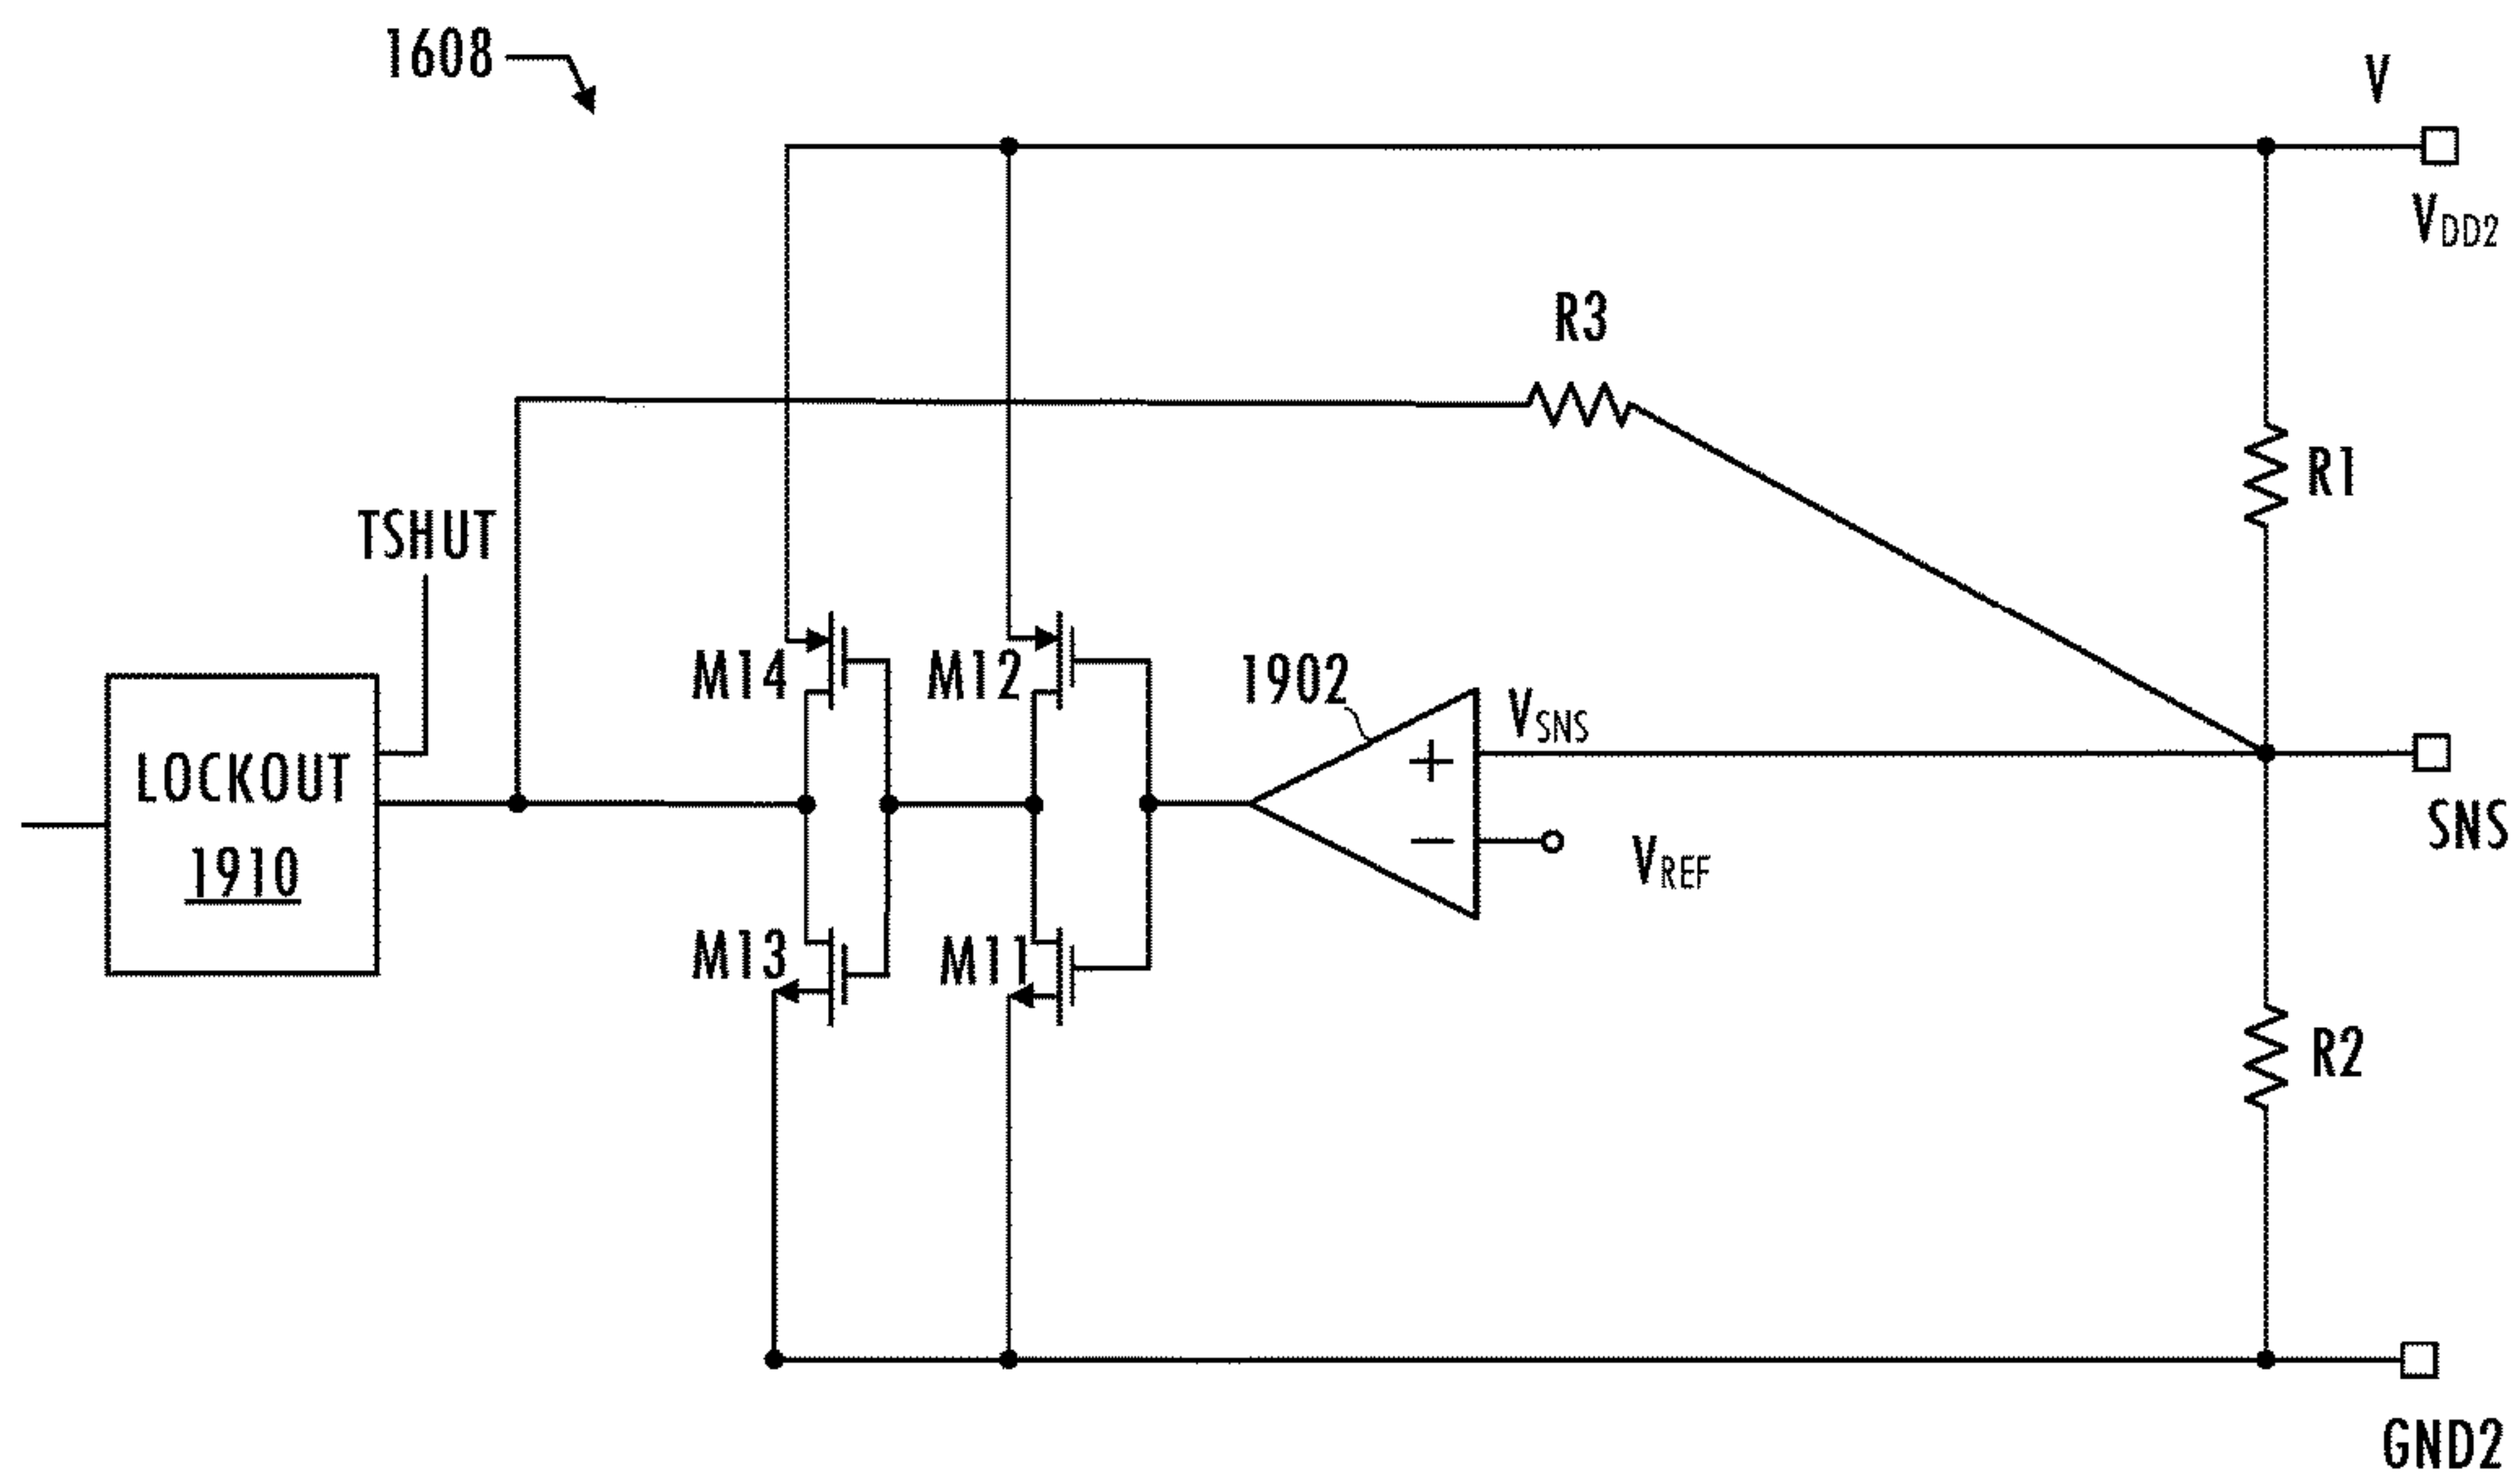 1608
V
VDD2
R3
R1
TSHUT
M14
M12
1902
VSNS
+
LOCKOUT
1910
SNS
−
VREF
M13
M11
R2
GND2